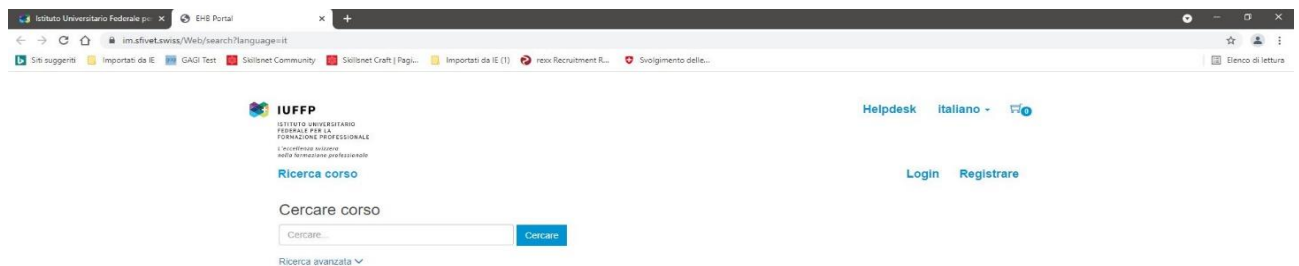 Istituto Universitario Federale pe
EHB Portal
im.sfivet.swiss/Web/search?language=it
Siti suggeriti
Importati da IE
GAGI Test
Skillsnet Community
Skillsnet Craft | Pagi...
Importati da IE (1)
rexx Recruitment R...
Svolgimento delle...
Elenco di lettura
IUFFP
ISTITUTO UNIVERSITARIO
FEDERALE PER LA
FORMAZIONE PROFESSIONALE
L'eccellenza svizzera
nella formazione professionale
Helpdesk
italiano
0
Ricerca corso
Login
Registrare
Cercare corso
Cercare...
Cercare
Ricerca avanzata